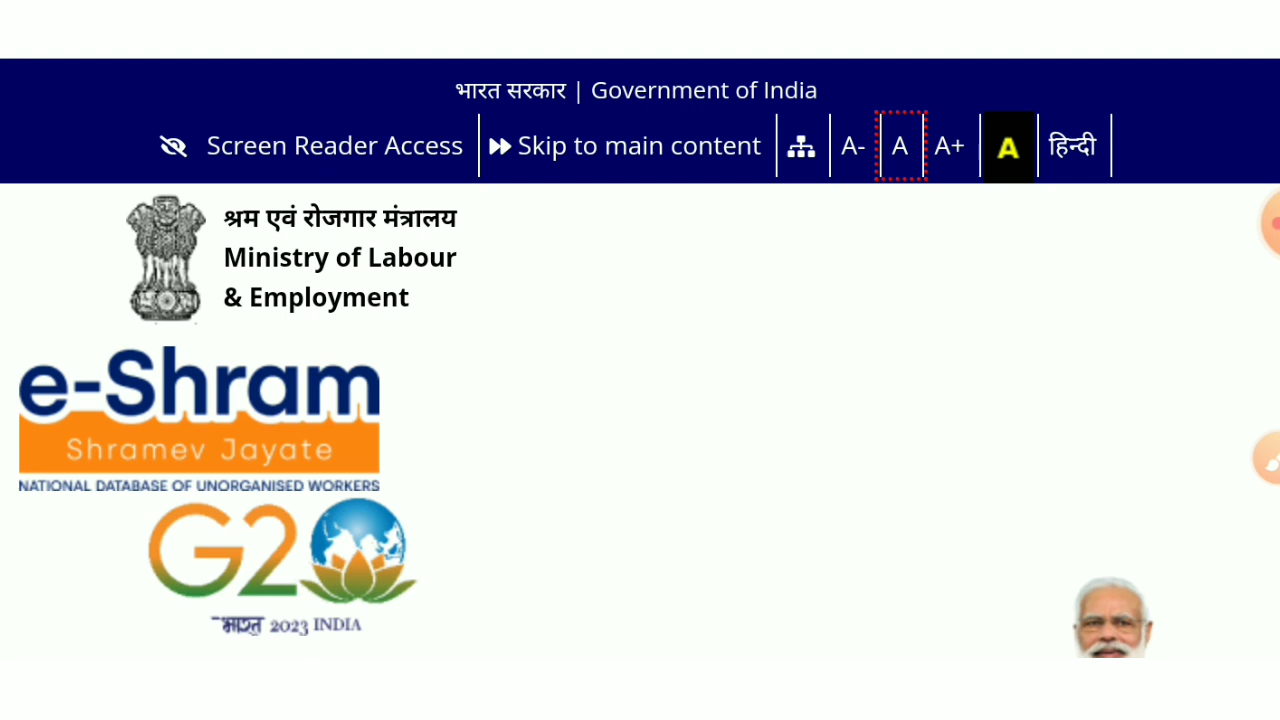 भारत सरकार | Government of India
Screen Reader Access Skip to main content A- A A+ A हिन्दी
श्रम एवं रोजगार मंत्रालय
Ministry of Labour
& Employment
e-Shram
Shramev Jayate
NATIONAL DATABASE OF UNORGANISED WORKERS
G20
भारत 2023 INDIA